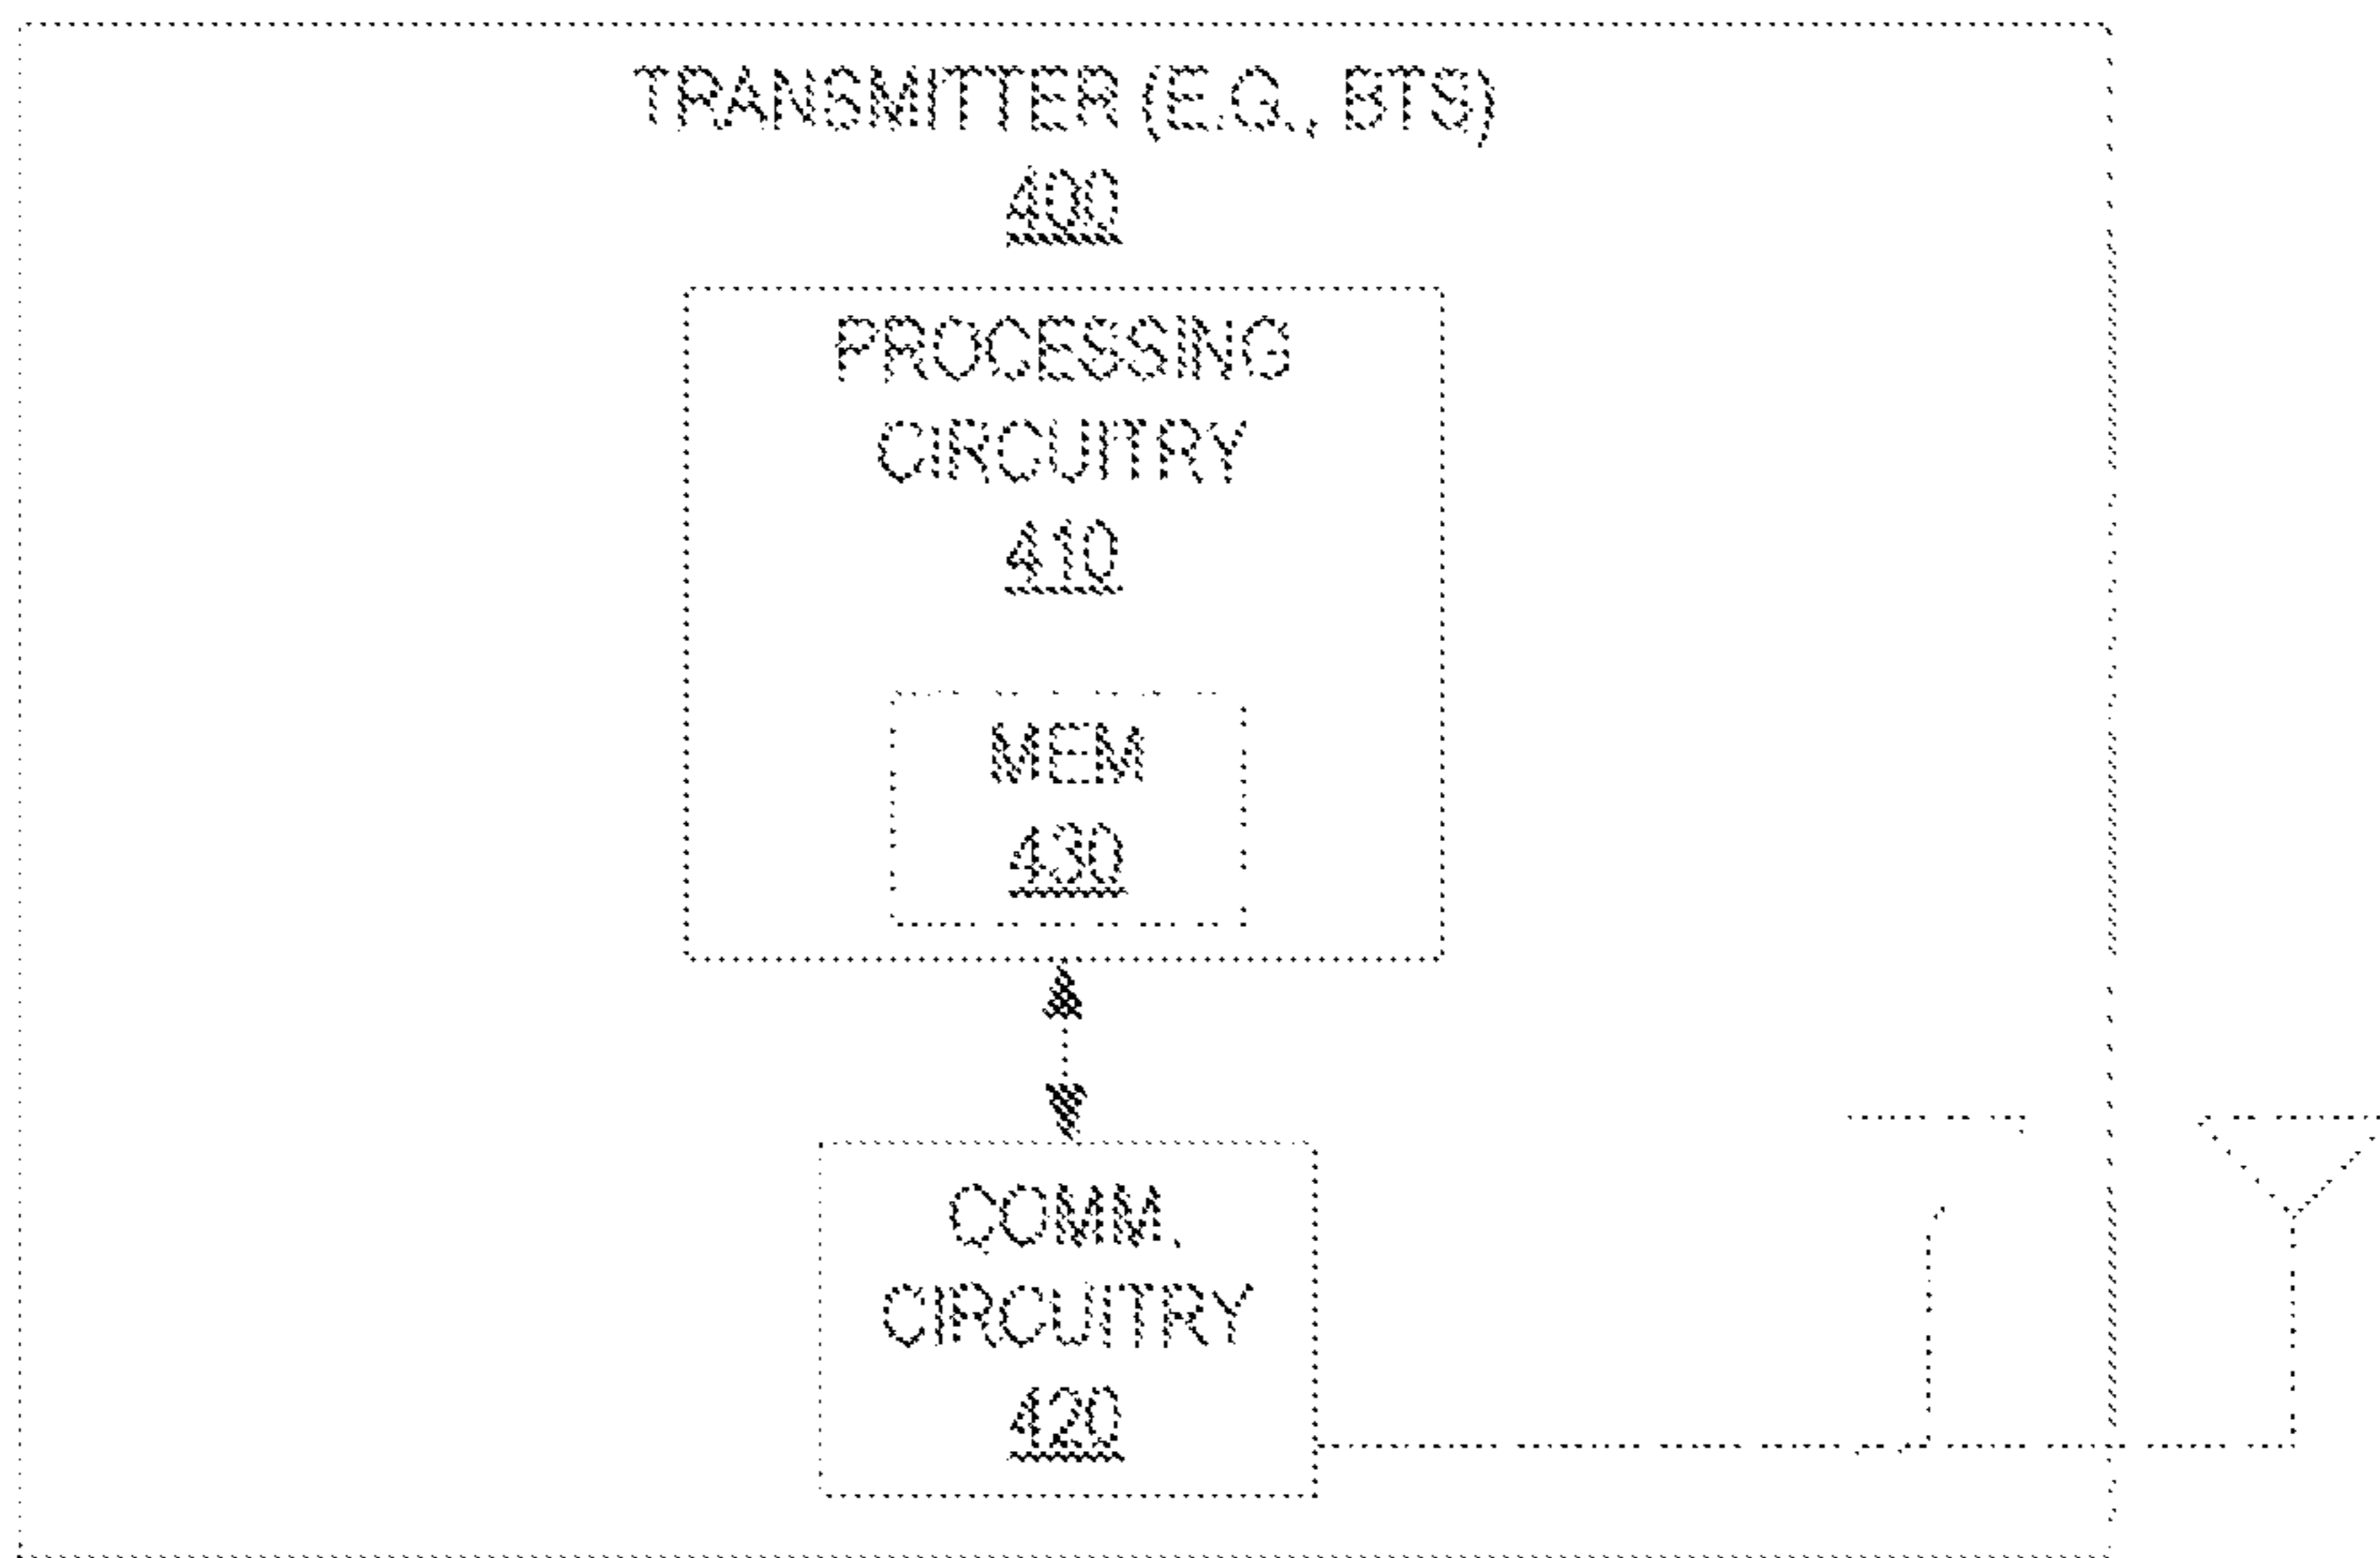 TRANSMITTER (E.G., BTS)
400
PROCESSING
CIRCUITRY
410
MEM
430
COMM.
CIRCUITRY
420